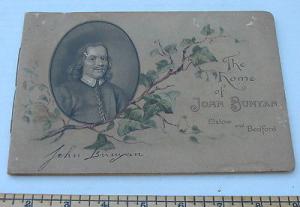 The
Home
of
JOHN BUNYAN
Elstow and Bedford
John Bunyan